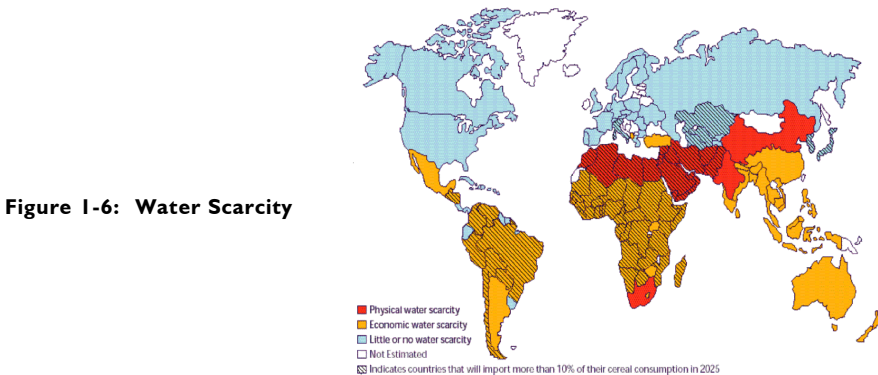 Figure 1-6: Water Scarcity
Physical water scarcity
Economic water scarcity
Little or no water scarcity
Not Estimated
Indicates countries that will import more than 10% of their cereal consumption in 2025